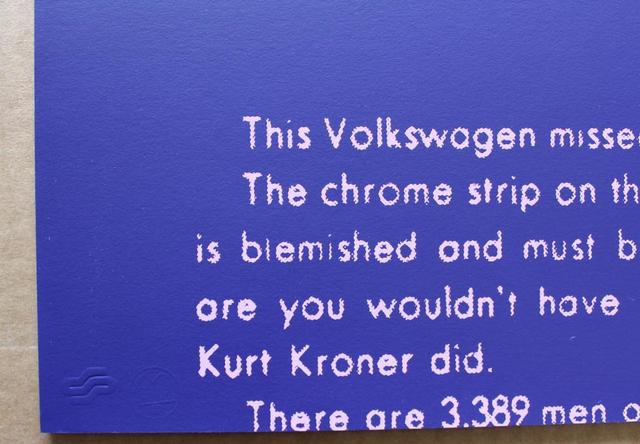 This Volkswagen missed
The chrome strip on th
is blemished and must b
are you wouldn't have
Kurt Kroner did.
There are 3,389 men o